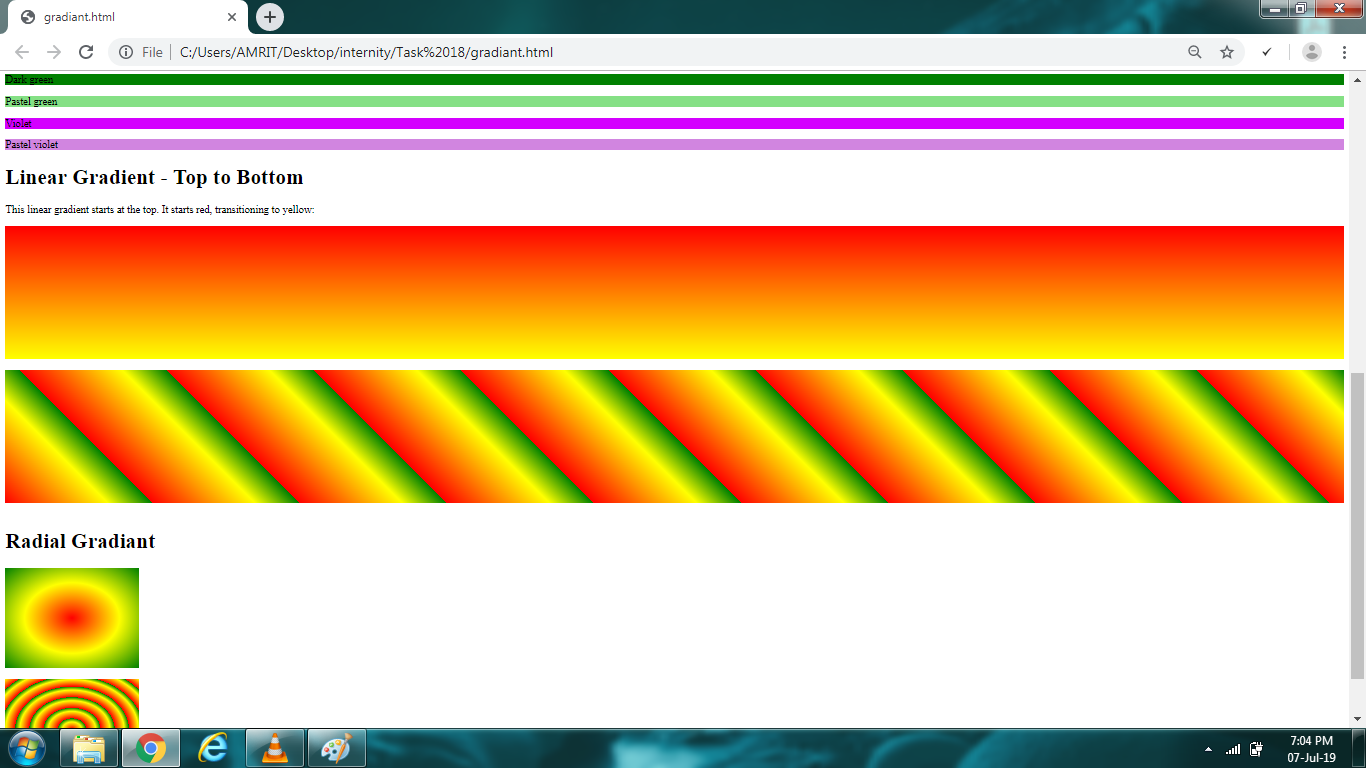 gradiant.html
File C:/Users/AMRIT/Desktop/internity/Task%2018/gradiant.html
Dark green
Pastel green
Violet
Pastel violet
Linear Gradient - Top to Bottom
This linear gradient starts at the top. It starts red, transitioning to yellow:
Radial Gradiant
7:04 PM
07-Jul-19